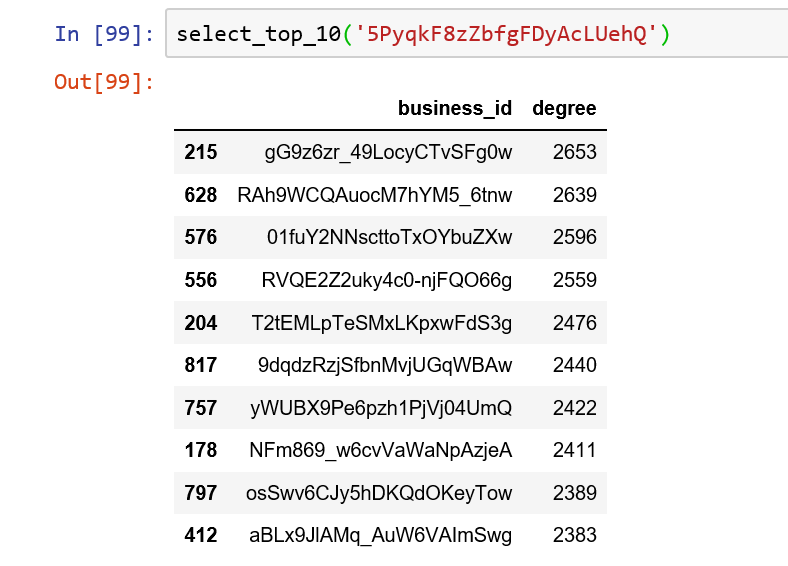 In [99]: select_top_10('5PyqkF8zZbfgFDyAcLUehQ')
Out[99]:
business_id degree
215 gG9z6zr_49LocyCTvSFg0w 2653
628 RAh9WCQAuocM7hYM5_6tnw 2639
576 01fuY2NNscttoTxOYbuZXw 2596
556 RVQE2Z2uky4c0-njFQO66g 2559
204 T2tEMLpTeSMxLKpxwFdS3g 2476
817 9dqdzRzjSfbnMvjUGqWBAw 2440
757 yWUBX9Pe6pzh1PjVj04UmQ 2422
178 NFm869_w6cvVaWaNpAzjeA 2411
797 osSwv6CJy5hDKQdOKeyTow 2389
412 aBLx9JlAMq_AuW6VAImSwg 2383